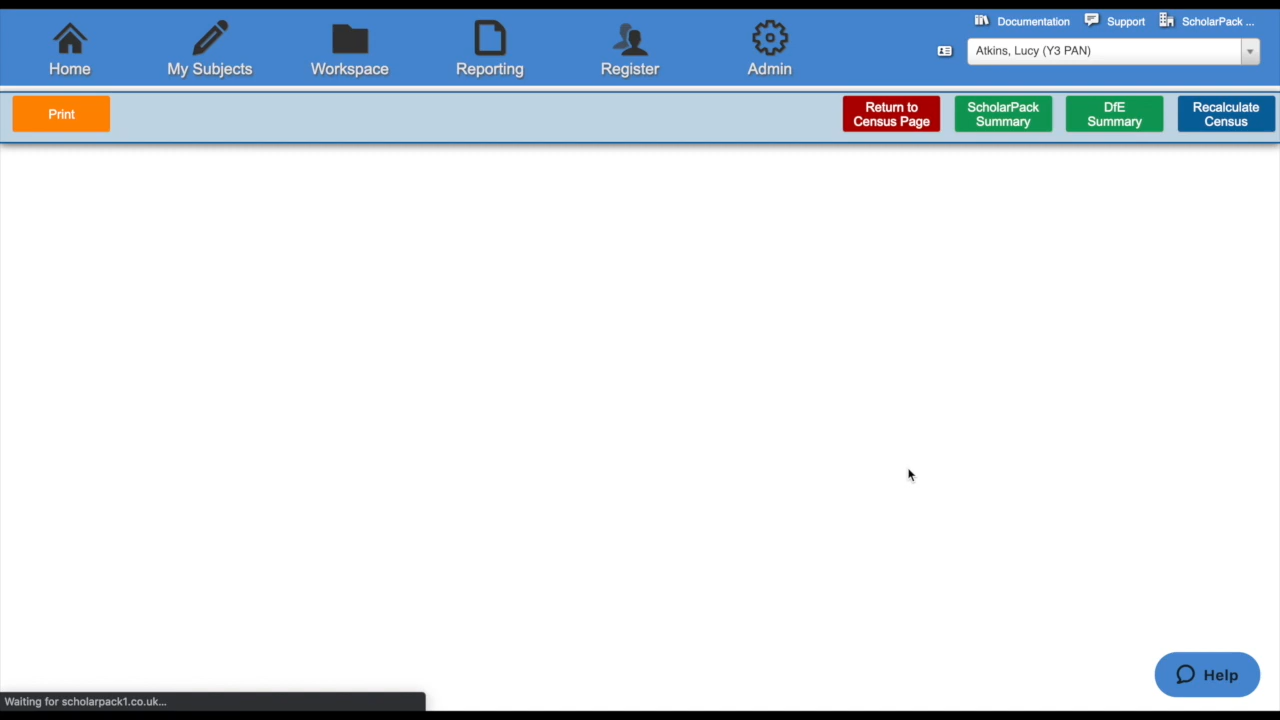 Documentation
Support
ScholarPack ...
Atkins, Lucy (Y3 PAN)
Home
My Subjects
Workspace
Reporting
Register
Admin
Print
Return to
Census Page
ScholarPack
Summary
DfE
Summary
Recalculate
Census
Help
Waiting for scholarpack1.co.uk...